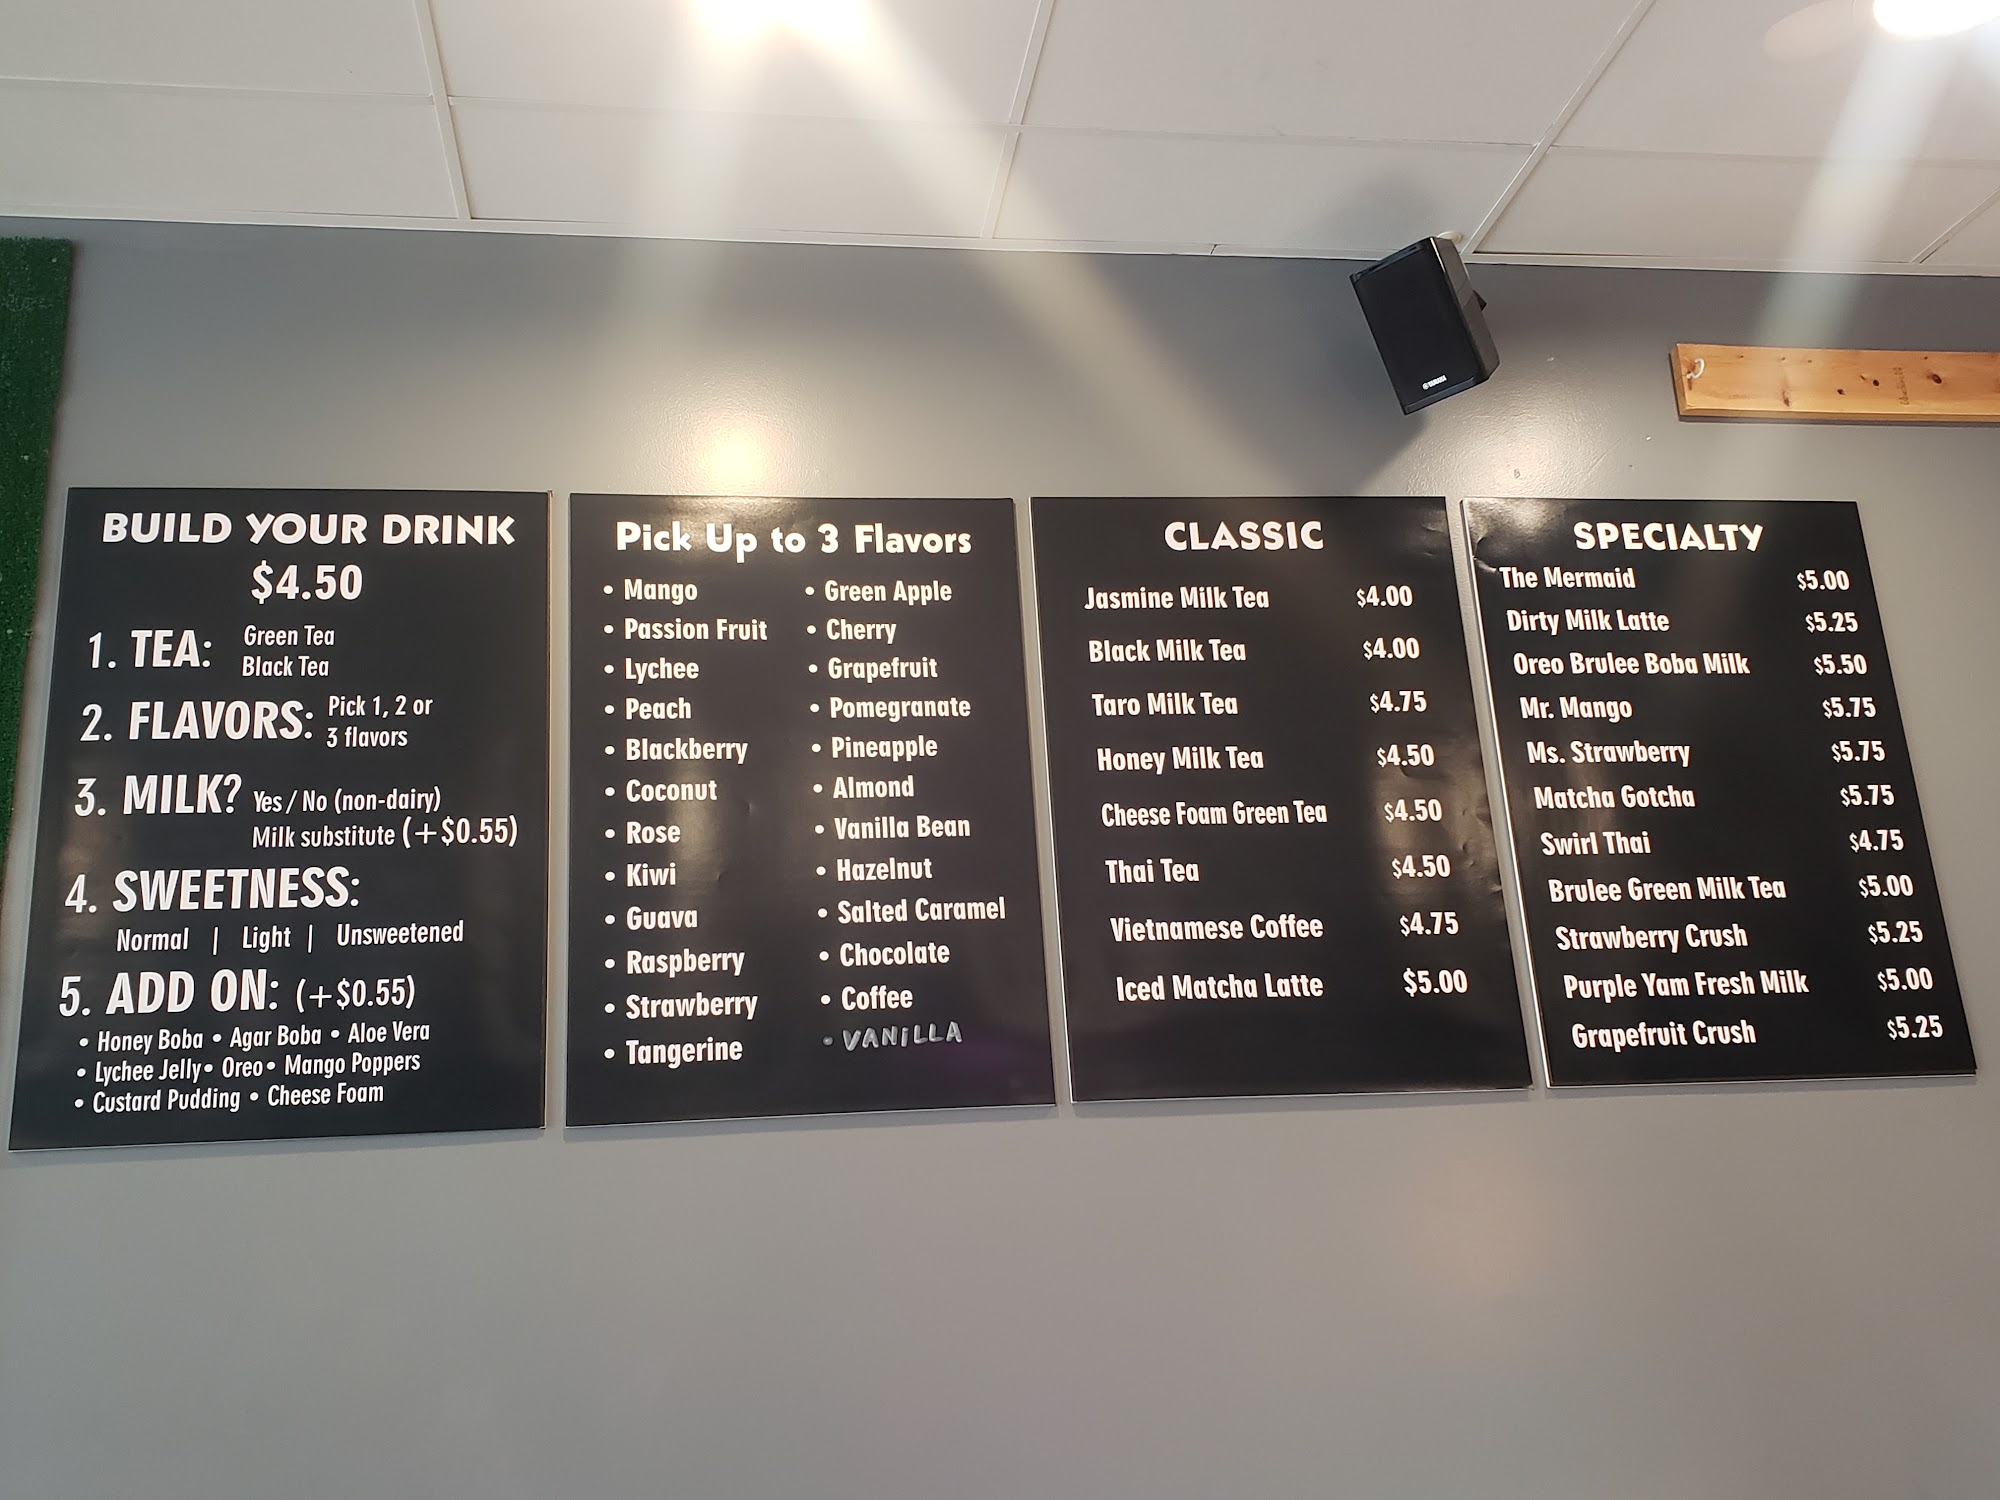 YAMAHA
BUILD YOUR DRINK
$4.50
1. TEA: Green Tea
Black Tea
2. FLAVORS: Pick 1, 2 or
3 flavors
3. MILK? Yes / No (non-dairy)
Milk substitute (+$0.55)
4. SWEETNESS:
Normal | Light | Unsweetened
5. ADD ON: (+$0.55)
• Honey Boba • Agar Boba • Aloe Vera
• Lychee Jelly • Oreo • Mango Poppers
• Custard Pudding • Cheese Foam
Pick Up to 3 Flavors
• Mango
• Passion Fruit
• Lychee
• Peach
• Blackberry
• Coconut
• Rose
• Kiwi
• Guava
• Raspberry
• Strawberry
• Tangerine
• Green Apple
• Cherry
• Grapefruit
• Pomegranate
• Pineapple
• Almond
• Vanilla Bean
• Hazelnut
• Salted Caramel
• Chocolate
• Coffee
• VANILLA
CLASSIC
Jasmine Milk Tea $4.00
Black Milk Tea $4.00
Taro Milk Tea $4.75
Honey Milk Tea $4.50
Cheese Foam Green Tea $4.50
Thai Tea $4.50
Vietnamese Coffee $4.75
Iced Matcha Latte $5.00
SPECIALTY
The Mermaid $5.00
Dirty Milk Latte $5.25
Oreo Brulee Boba Milk $5.50
Mr. Mango $5.75
Ms. Strawberry $5.75
Matcha Gotcha $5.75
Swirl Thai $4.75
Brulee Green Milk Tea $5.00
Strawberry Crush $5.25
Purple Yam Fresh Milk $5.00
Grapefruit Crush $5.25